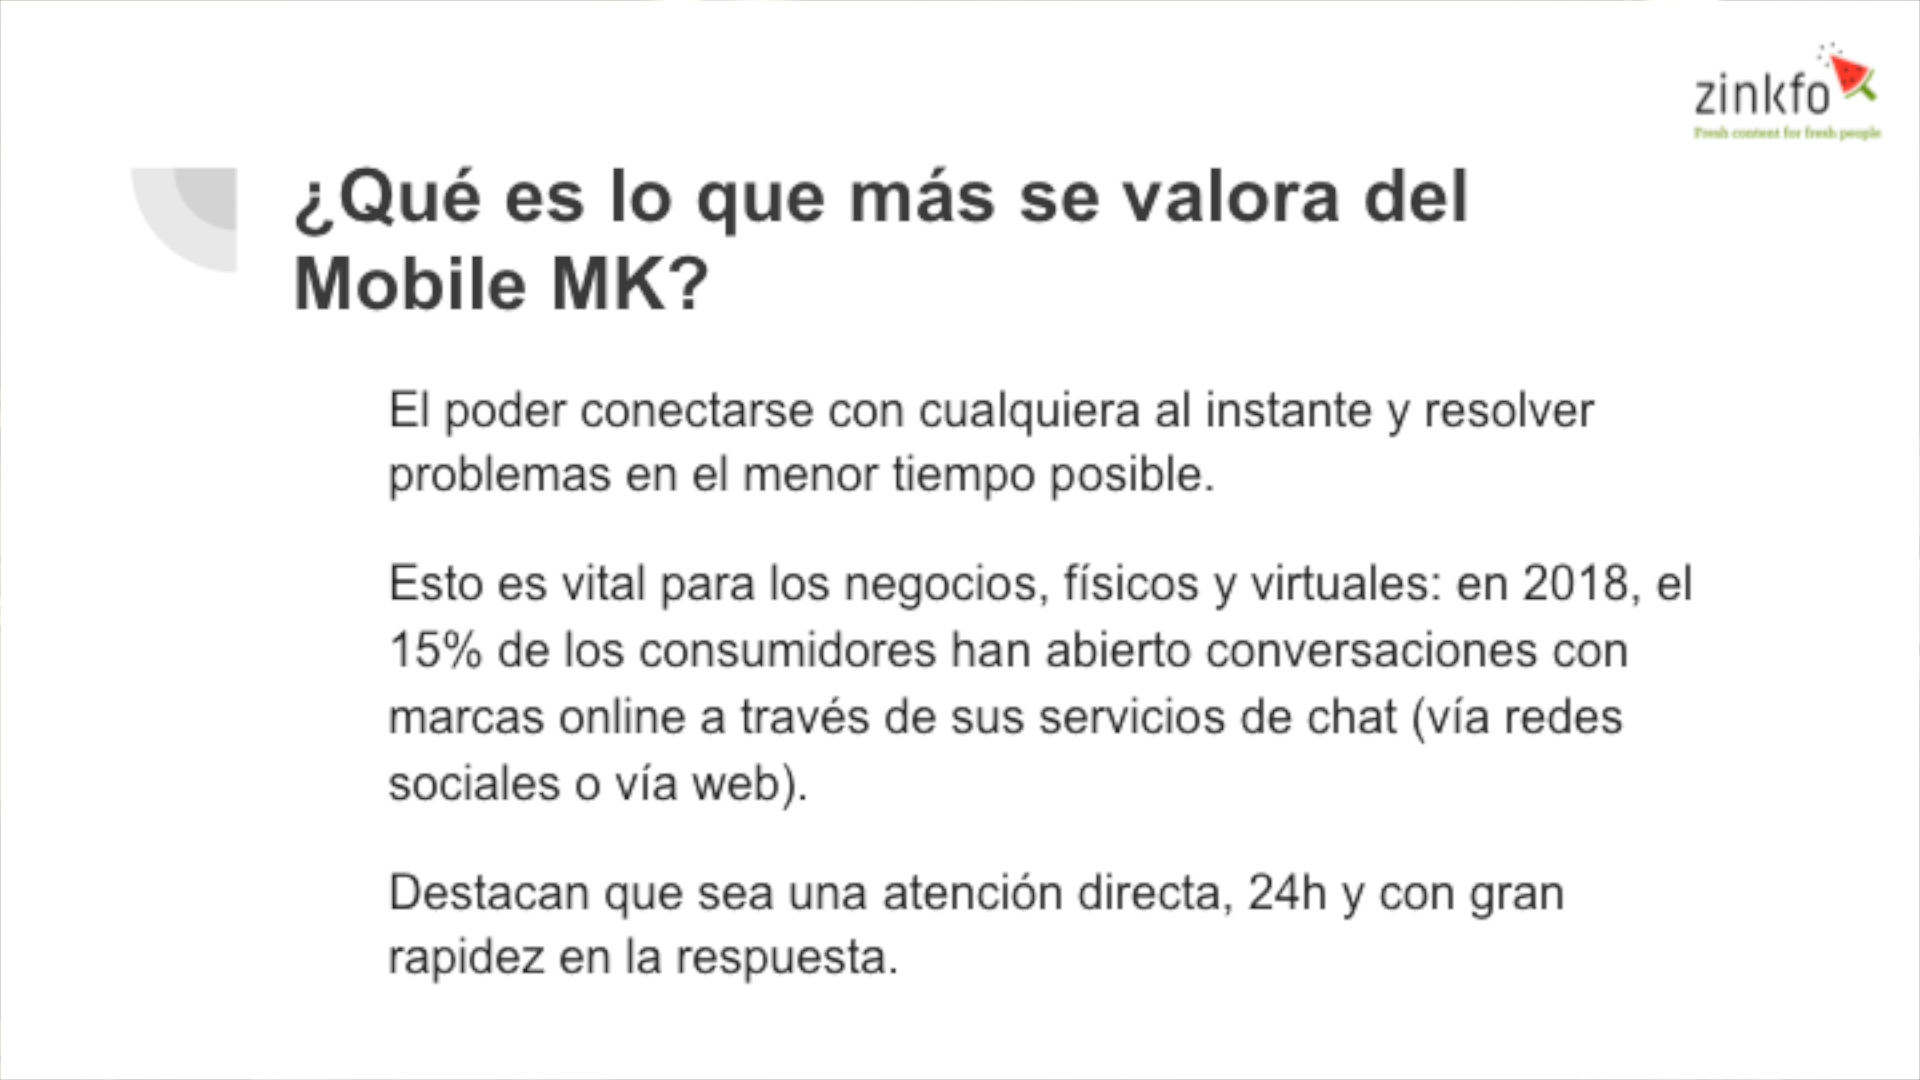 zinkfo
Fresh content for fresh people
¿Qué es lo que más se valora del
Mobile MK?
El poder conectarse con cualquiera al instante y resolver
problemas en el menor tiempo posible.
Esto es vital para los negocios, físicos y virtuales: en 2018, el
15% de los consumidores han abierto conversaciones con
marcas online a través de sus servicios de chat (vía redes
sociales o vía web).
Destacan que sea una atención directa, 24h y con gran
rapidez en la respuesta.